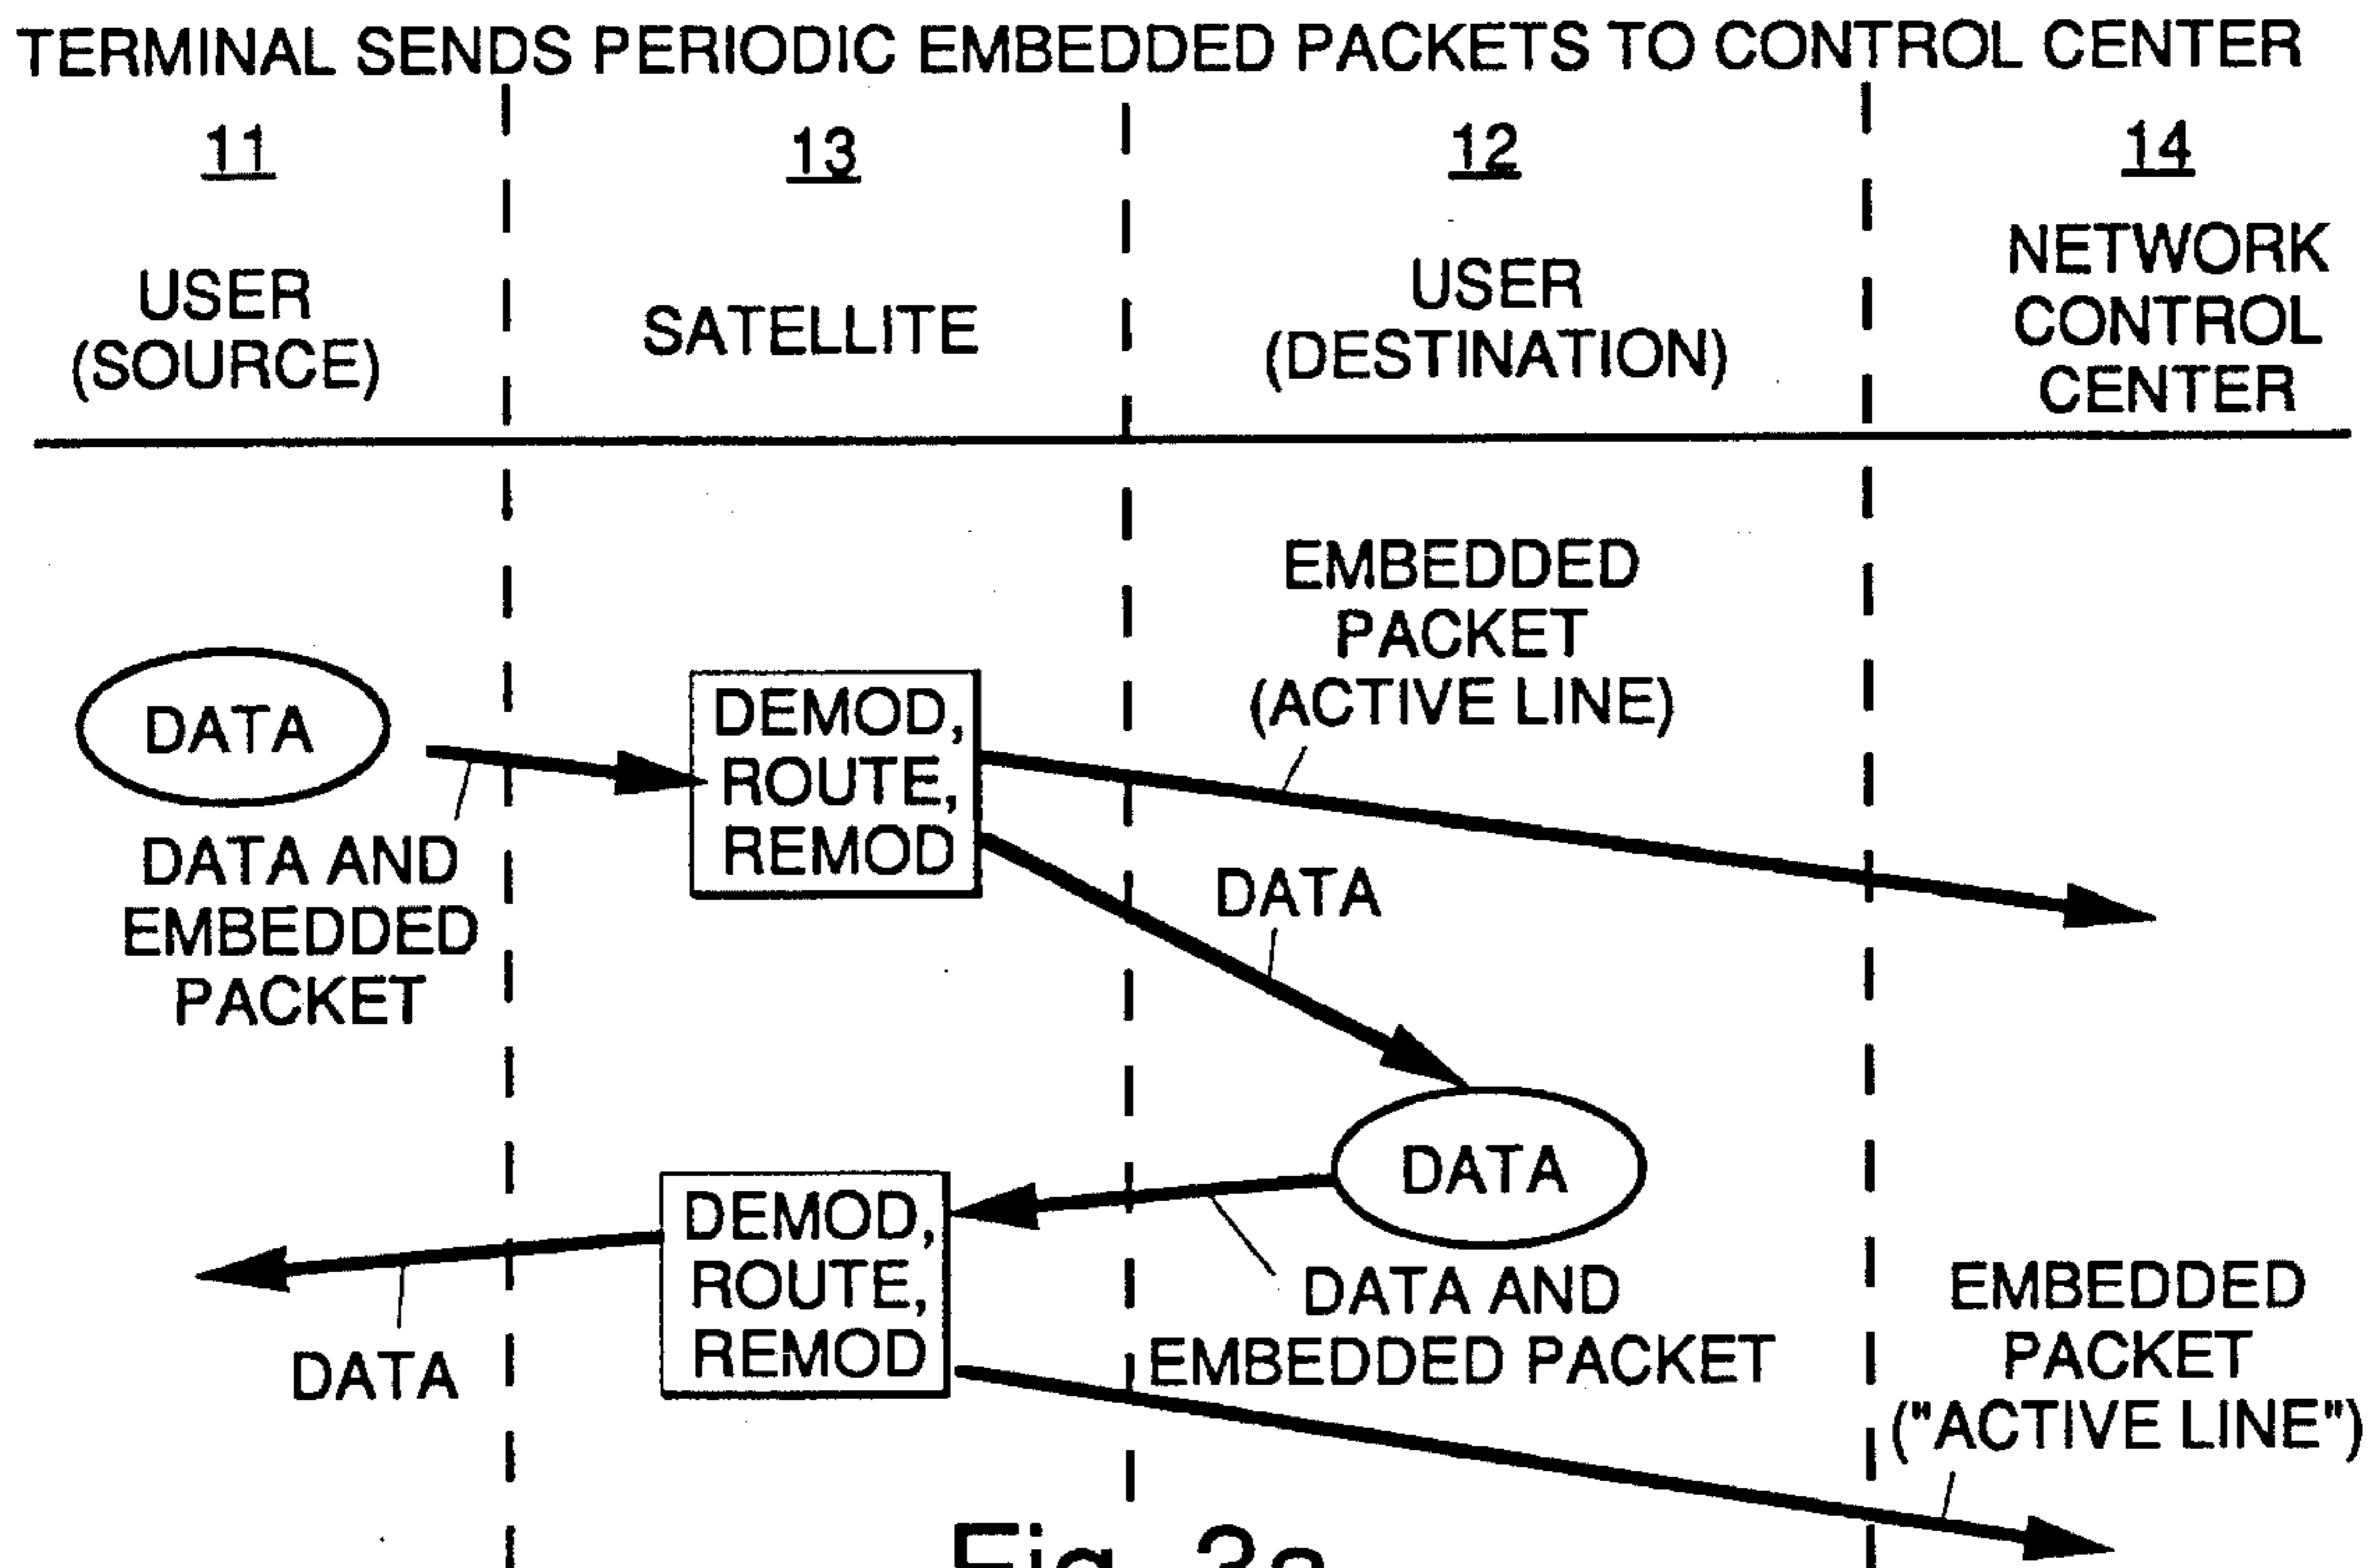 TERMINAL SENDS PERIODIC EMBEDDED PACKETS TO CONTROL CENTER
11
13
12
14
USER
(SOURCE)
SATELLITE
USER
(DESTINATION)
NETWORK
CONTROL
CENTER
EMBEDDED
PACKET
(ACTIVE LINE)
DATA
DEMOD,
ROUTE,
REMOD
DATA AND
EMBEDDED
PACKET
DATA
DATA
DEMOD,
ROUTE,
REMOD
DATA
DATA AND
EMBEDDED PACKET
EMBEDDED
PACKET
("ACTIVE LINE")
Fig.